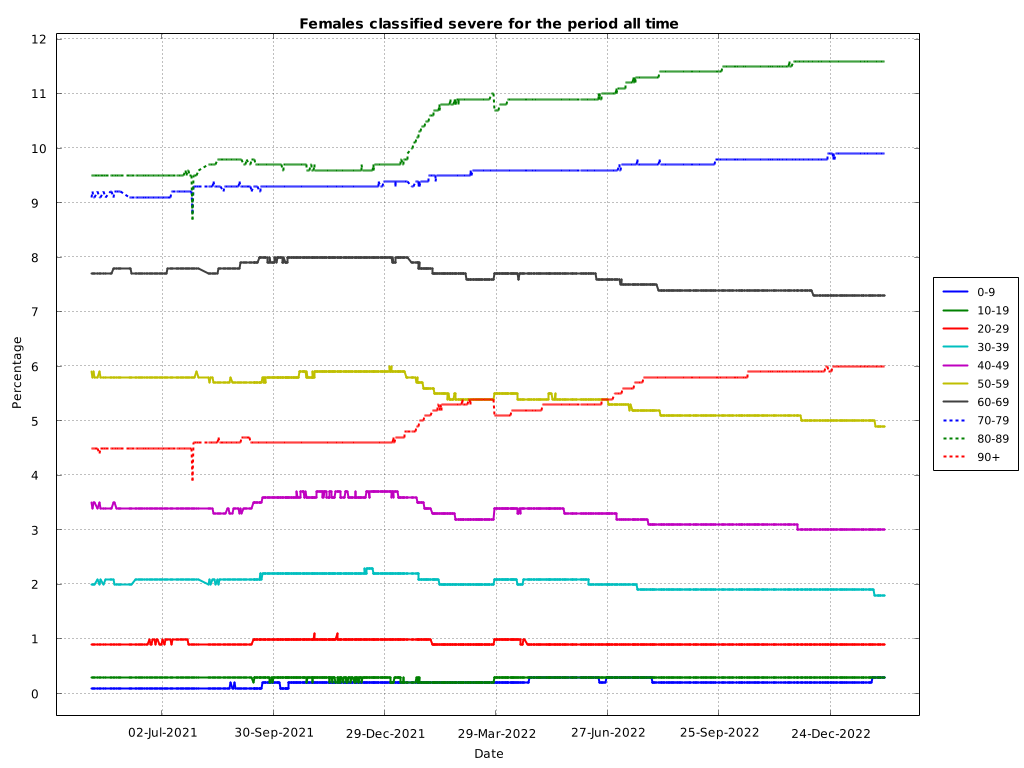 Females classified severe for the period all time
Percentage
12
11
10
9
8
7
6
5
4
3
2
1
0
02-Jul-2021
30-Sep-2021
29-Dec-2021
29-Mar-2022
27-Jun-2022
25-Sep-2022
24-Dec-2022
Date
0-9
10-19
20-29
30-39
40-49
50-59
60-69
70-79
80-89
90+